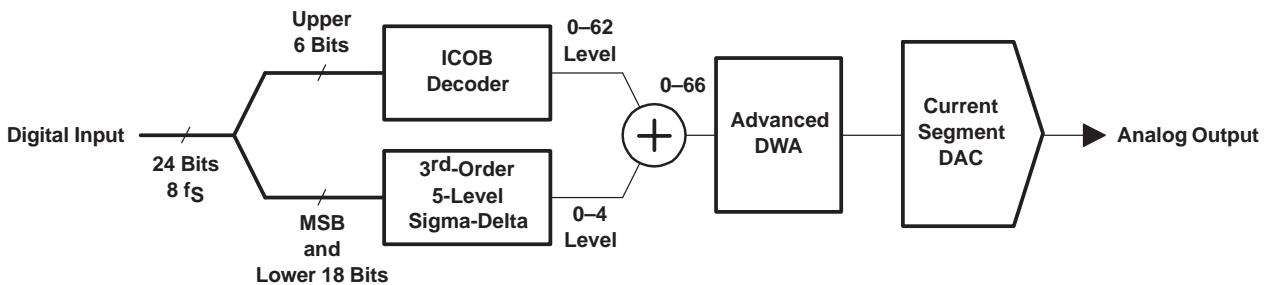 Upper
6 Bits
ICOB
Decoder
0–62
Level
0–66
Digital Input
24 Bits
8 fS
Advanced
DWA
Current
Segment
DAC
Analog Output
3rd-Order
5-Level
Sigma-Delta
0–4
Level
MSB
and
Lower 18 Bits